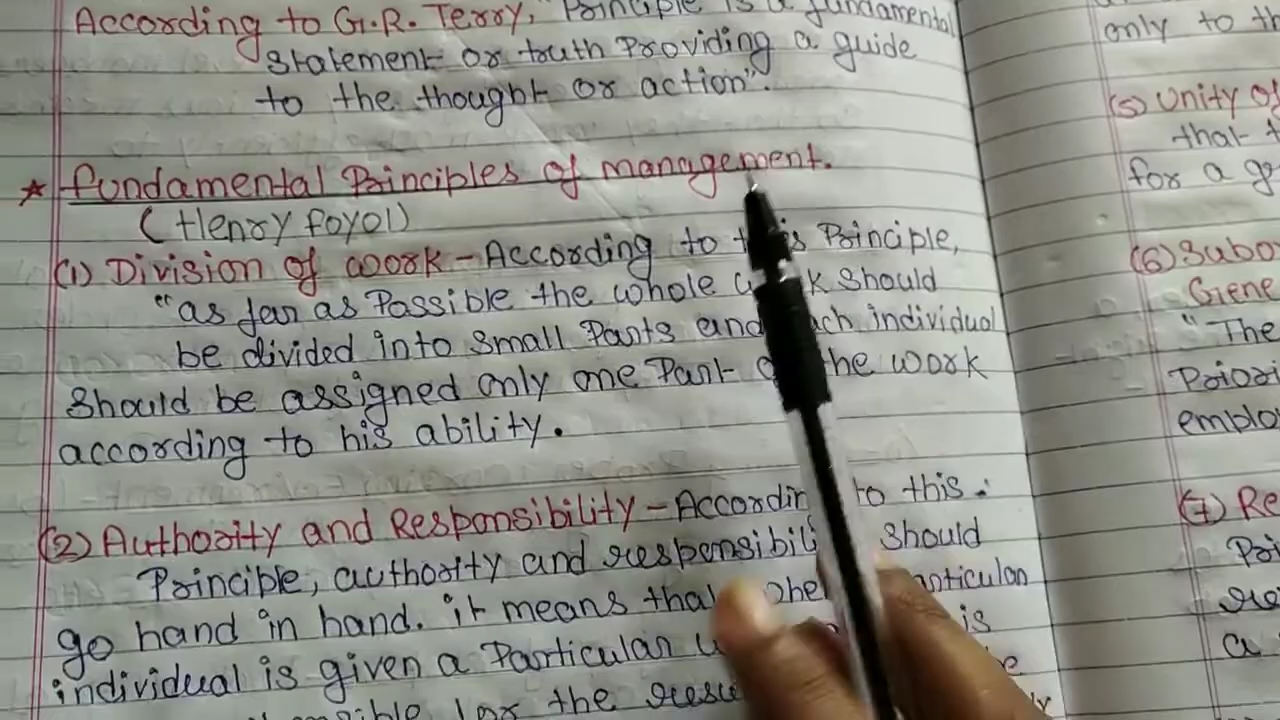 According to G.R. Terry, "Principle is a fundamental
statement or truth Providing a guide
to the thought or action".
* fundamental Principles of management.
(Henry foyol)
(1) Division of work - According to this Principle,
"as far as Possible the whole work should
be divided into small Parts and each individual
should be assigned only one Part of the work
according to his ability.
(2) Authority and Responsibility - According to this
Principle, authority and responsibility should
go hand in hand. it means that when particular
individual is given a Particular is
for the
only to
(5) Unity of
that
for a
(6) Subo
Gene
"The
Priori
emplo
(7) Re
Pri
a